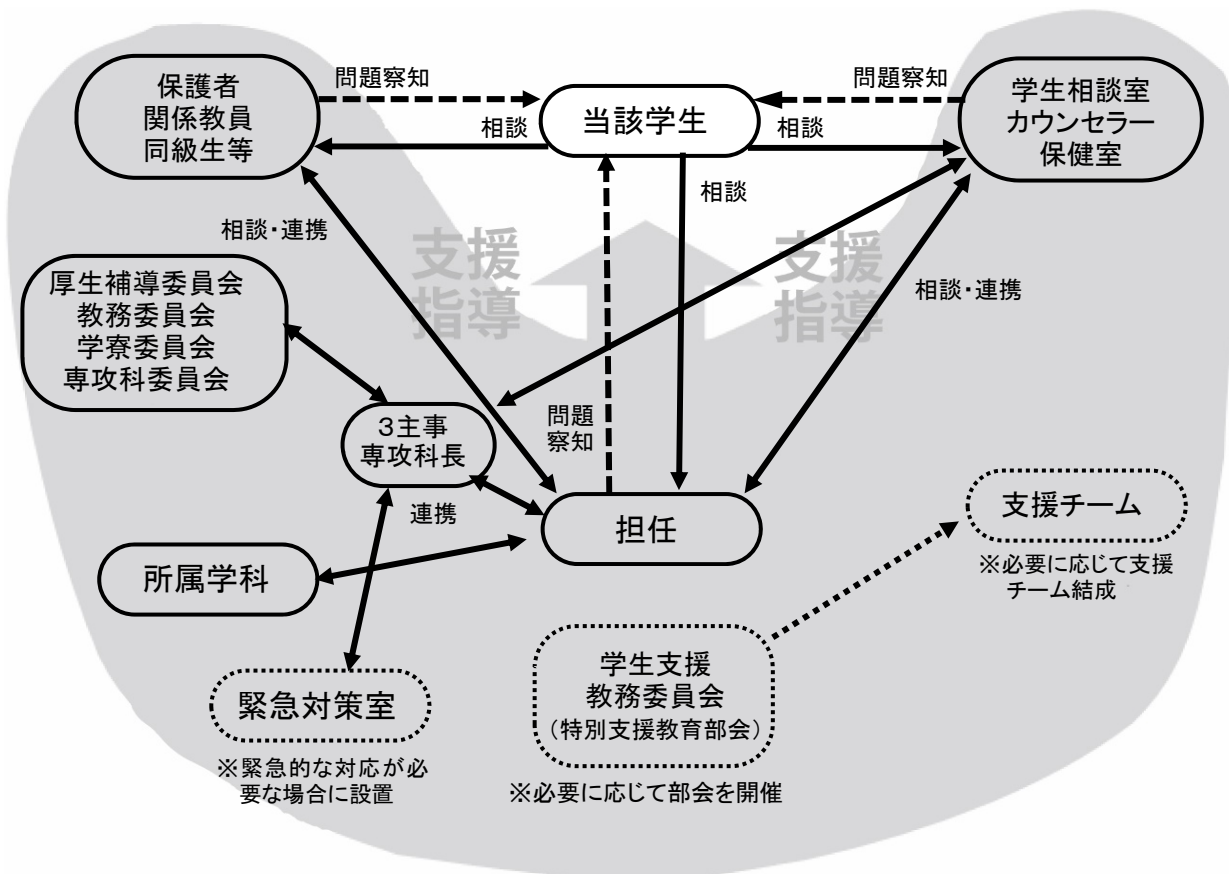 保護者
関係教員
同級生等
問題察知
相談
当該学生
問題察知
相談
学生相談室
カウンセラー
保健室
相談
相談・連携
支援
指導
支援
指導
相談・連携
厚生補導委員会
教務委員会
学寮委員会
専攻科委員会
3主事
専攻科長
問題
察知
連携
担任
支援チーム
※必要に応じて支援
チーム結成
所属学科
学生支援
教務委員会
(特別支援教育部会)
※必要に応じて部会を開催
緊急対策室
※緊急的な対応が必
要な場合に設置